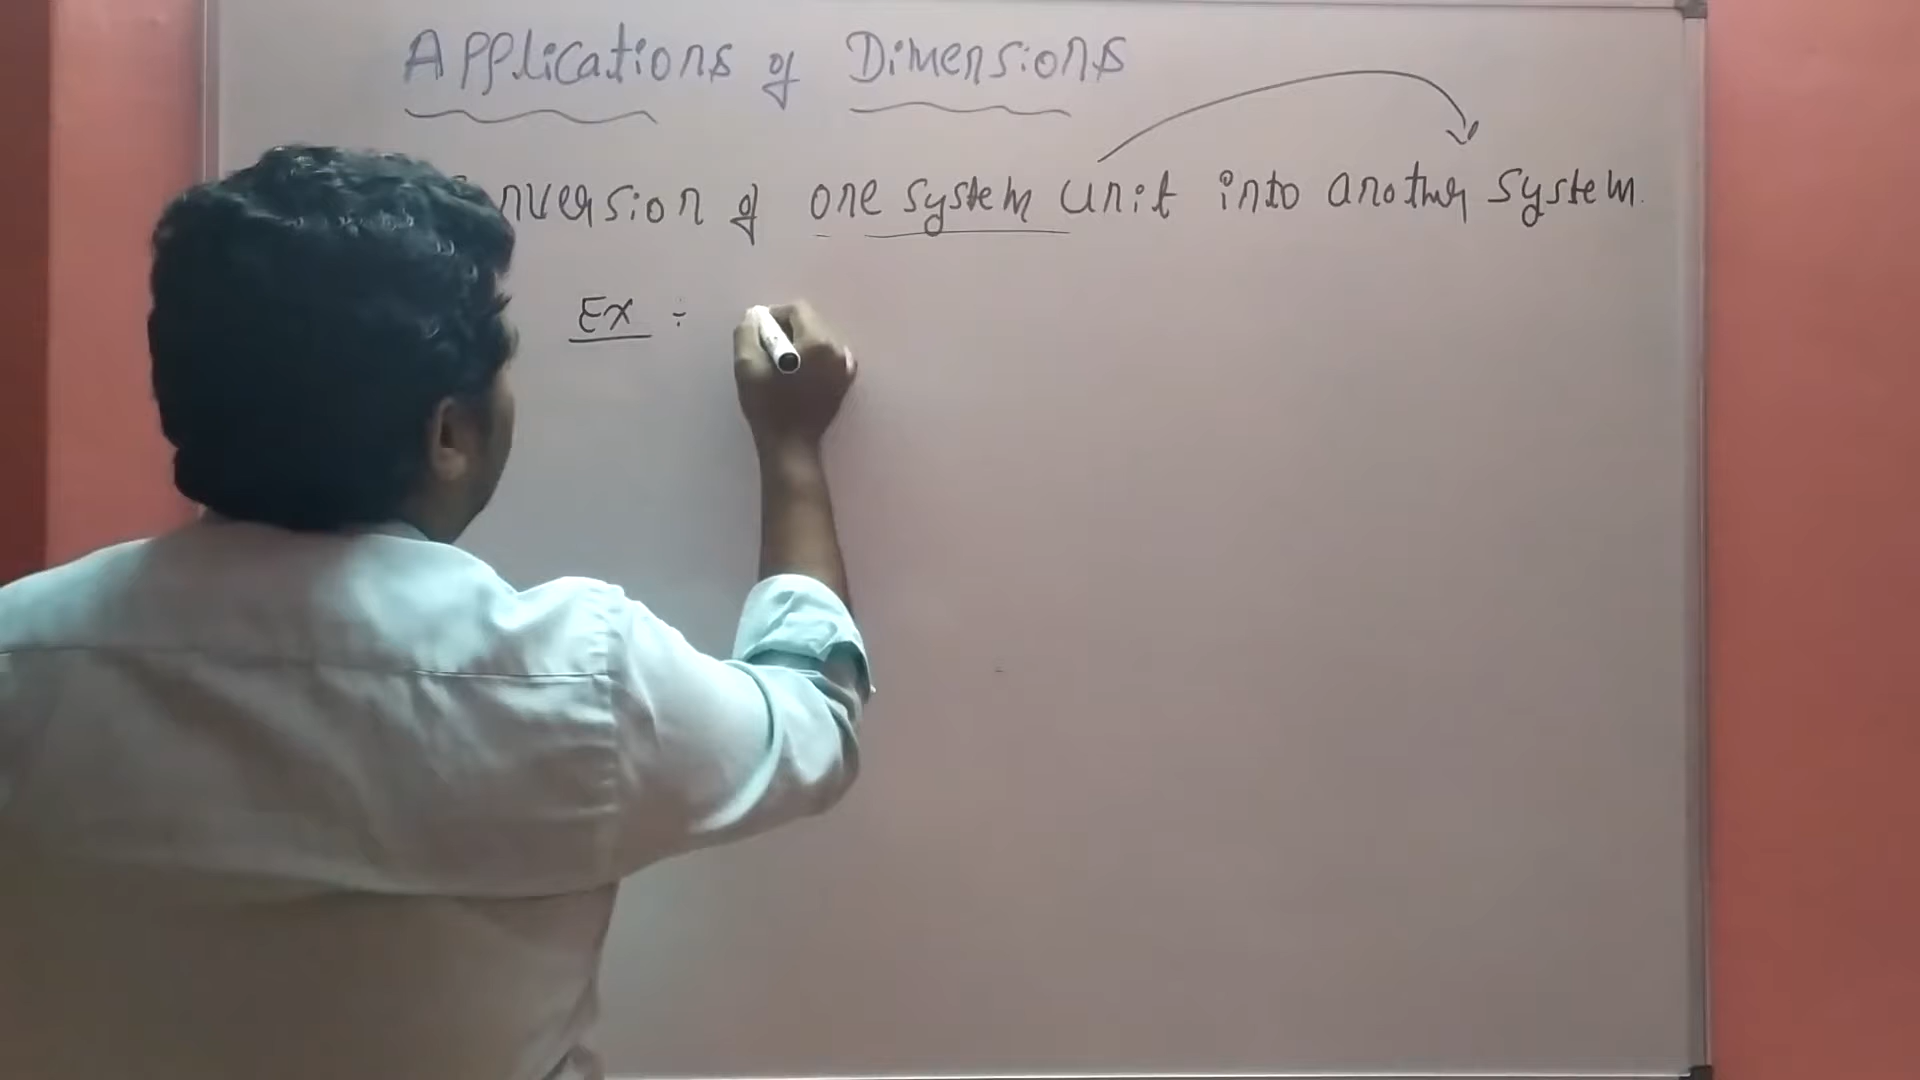 Applications of Dimensions
nversion of one system unit into another system.
Ex ÷